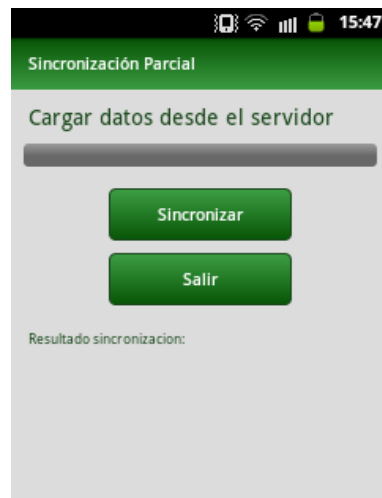 15:47
Sincronización Parcial
Cargar datos desde el servidor
Sincronizar
Salir
Resultado sincronizacion: